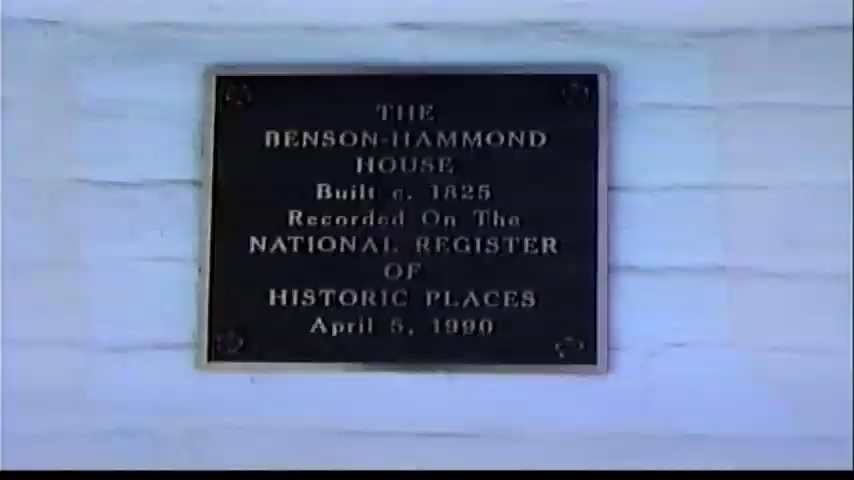 THE
BENSON-HAMMOND
HOUSE
Built c. 1825
Recorded On The
NATIONAL REGISTER
OF
HISTORIC PLACES
April 5, 1990